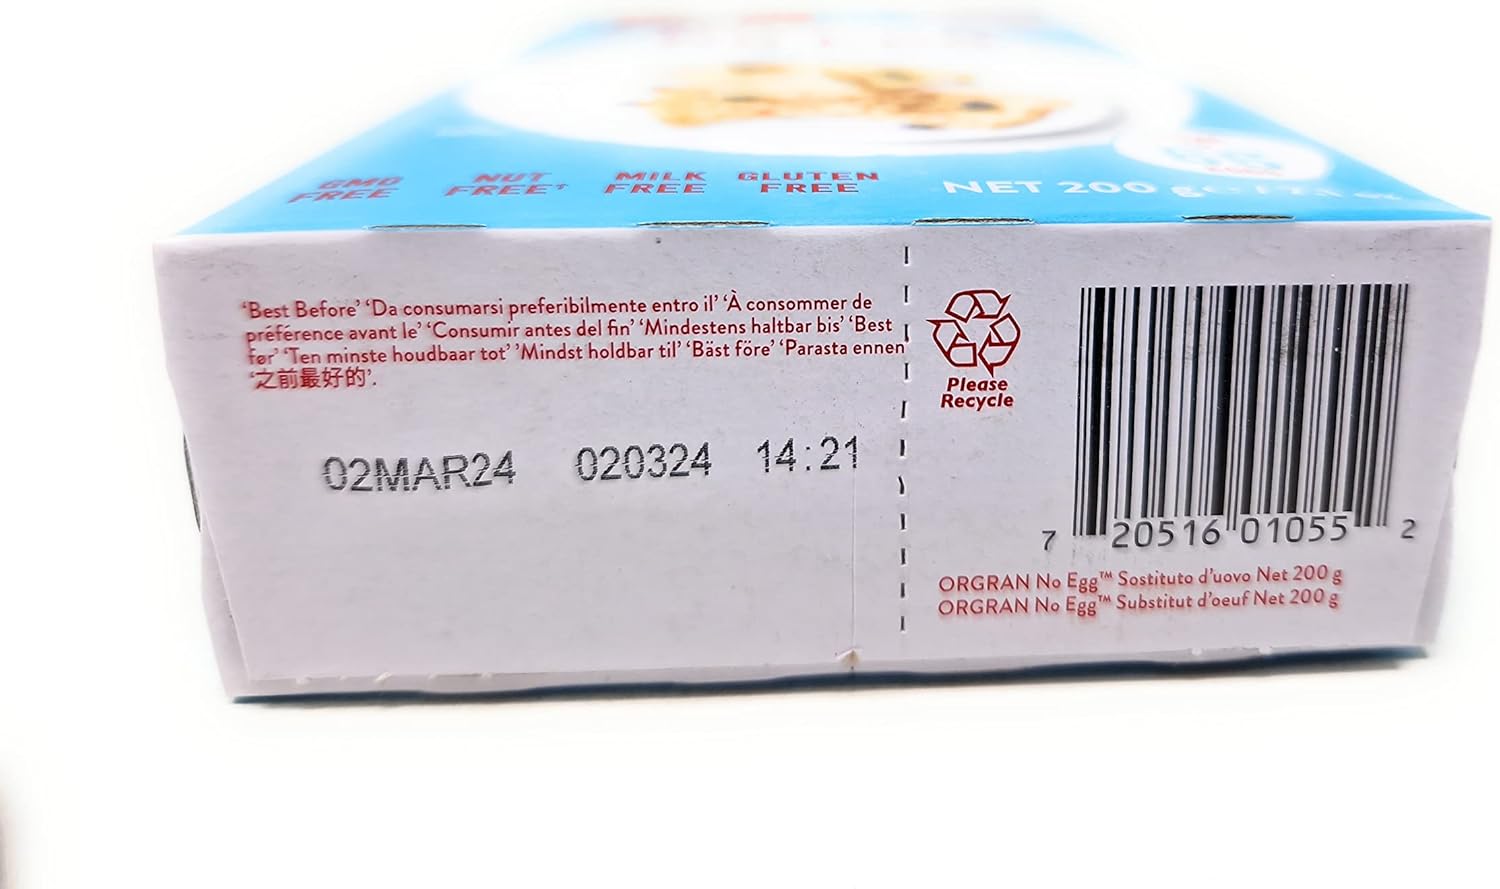 GMO FREE
NUT FREE†
MILK FREE
GLUTEN FREE
NET 200 g
'Best Before' 'Da consumarsi preferibilmente entro il' 'À consommer de
préférence avant le' 'Consumir antes del fin' 'Mindestens haltbar bis' 'Best
før' 'Ten minste houdbaar tot' 'Mindst holdbar til' 'Bäst före' 'Parasta ennen'
'之前最好的'.
02MAR24 020324 14:21
Please
Recycle
7 20516 01055 2
ORGRAN No Egg™ Sostituto d'uovo Net 200 g
ORGRAN No Egg™ Substitut d'oeuf Net 200 g